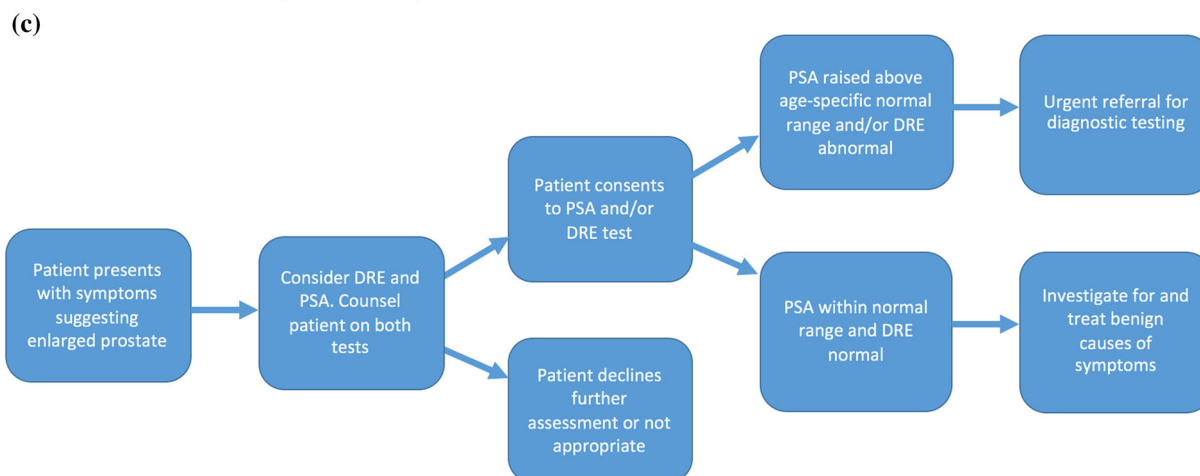 (c)
Patient presents
with symptoms
suggesting
enlarged prostate
Consider DRE and
PSA. Counsel
patient on both
tests
Patient consents
to PSA and/or
DRE test
Patient declines
further
assessment or not
appropriate
PSA raised above
age-specific normal
range and/or DRE
abnormal
Urgent referral for
diagnostic testing
PSA within normal
range and DRE
normal
Investigate for and
treat benign
causes of
symptoms